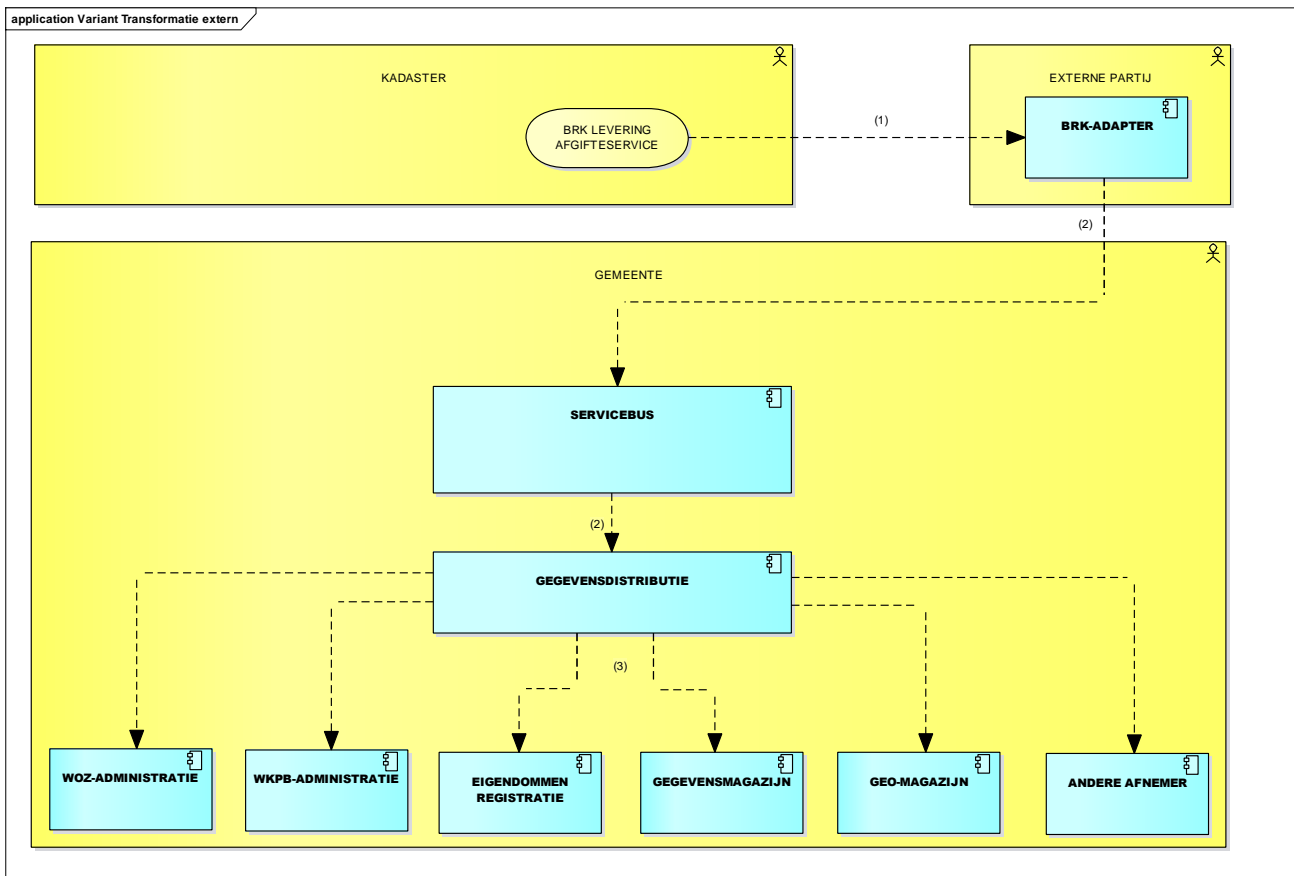 application Variant Transformatie extern
KADASTER
EXTERNE PARTIJ
BRK LEVERING
AFGIFTESERVICE
(1)
BRK-ADAPTER
(2)
GEMEENTE
SERVICEBUS
(2)
GEGEVENSDISTRIBUTIE
(3)
WOZ-ADMINISTRATIE
WKPB-ADMINISTRATIE
EIGENDOMMEN
REGISTRATIE
GEGEVENSMAGAZIJN
GEO-MAGAZIJN
ANDERE AFNEMER